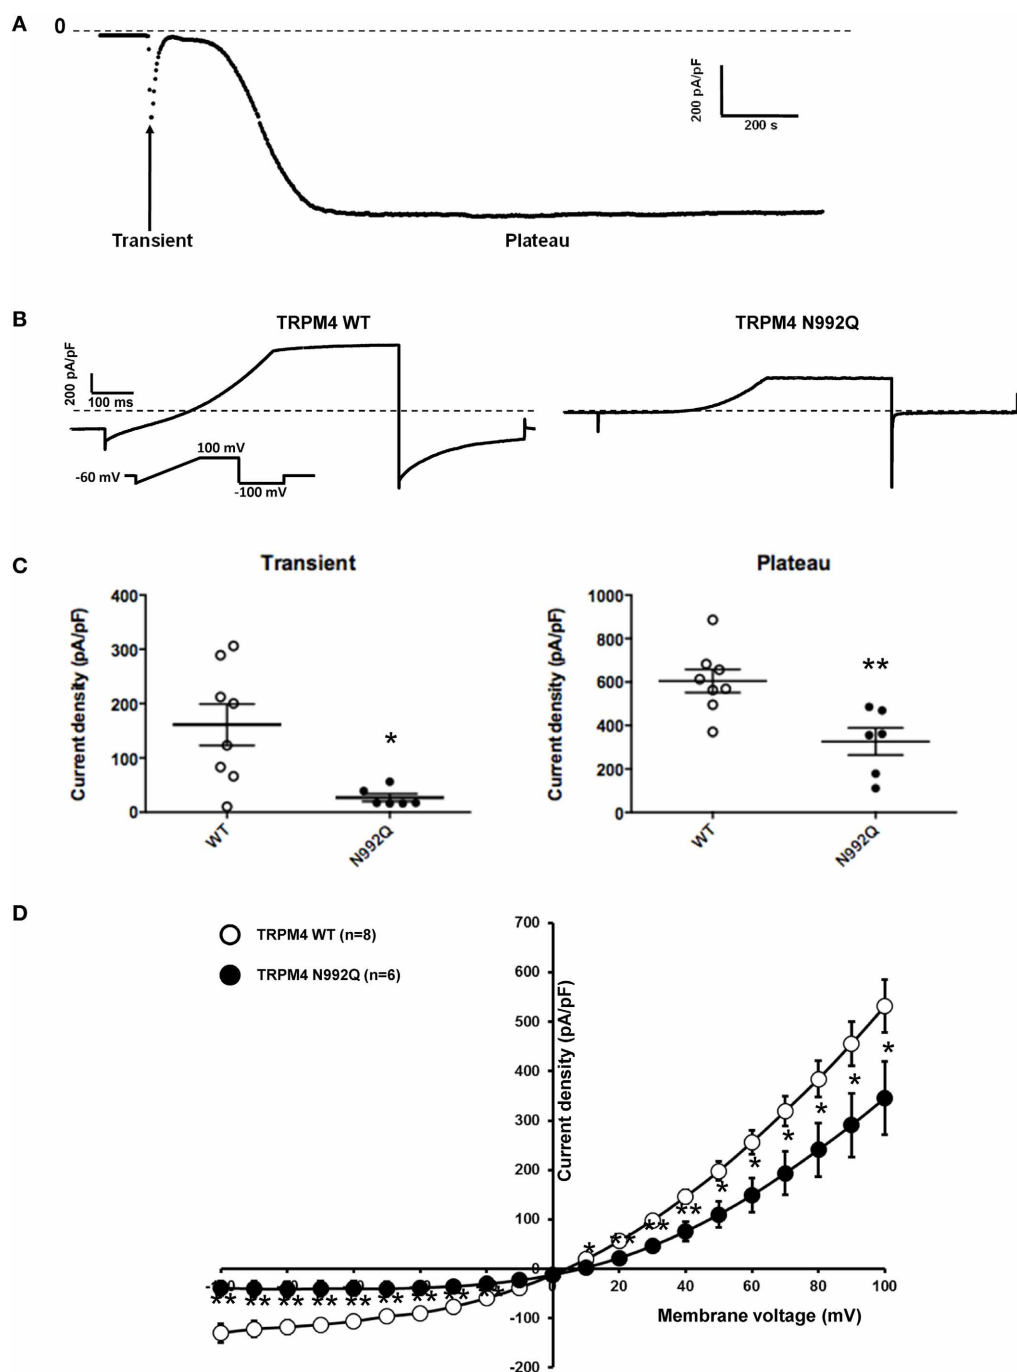 A
0
200 pA/pF
200 s
Transient
Plateau
B
TRPM4 WT
TRPM4 N992Q
200 pA/pF
100 ms
100 mV
-60 mV
-100 mV
C
Transient
Plateau
Current density (pA/pF)
400
300
200
100
0
*
WT
N992Q
Current density (pA/pF)
1000
800
600
400
200
0
**
WT
N992Q
D
TRPM4 WT (n=8)
TRPM4 N992Q (n=6)
Current density (pA/pF)
700
600
500
400
300
200
100
0
-100
-200
0
20
40
60
80
100
Membrane voltage (mV)
** ** ** ** ** ** ** **
* ** ** ** * * * * * *